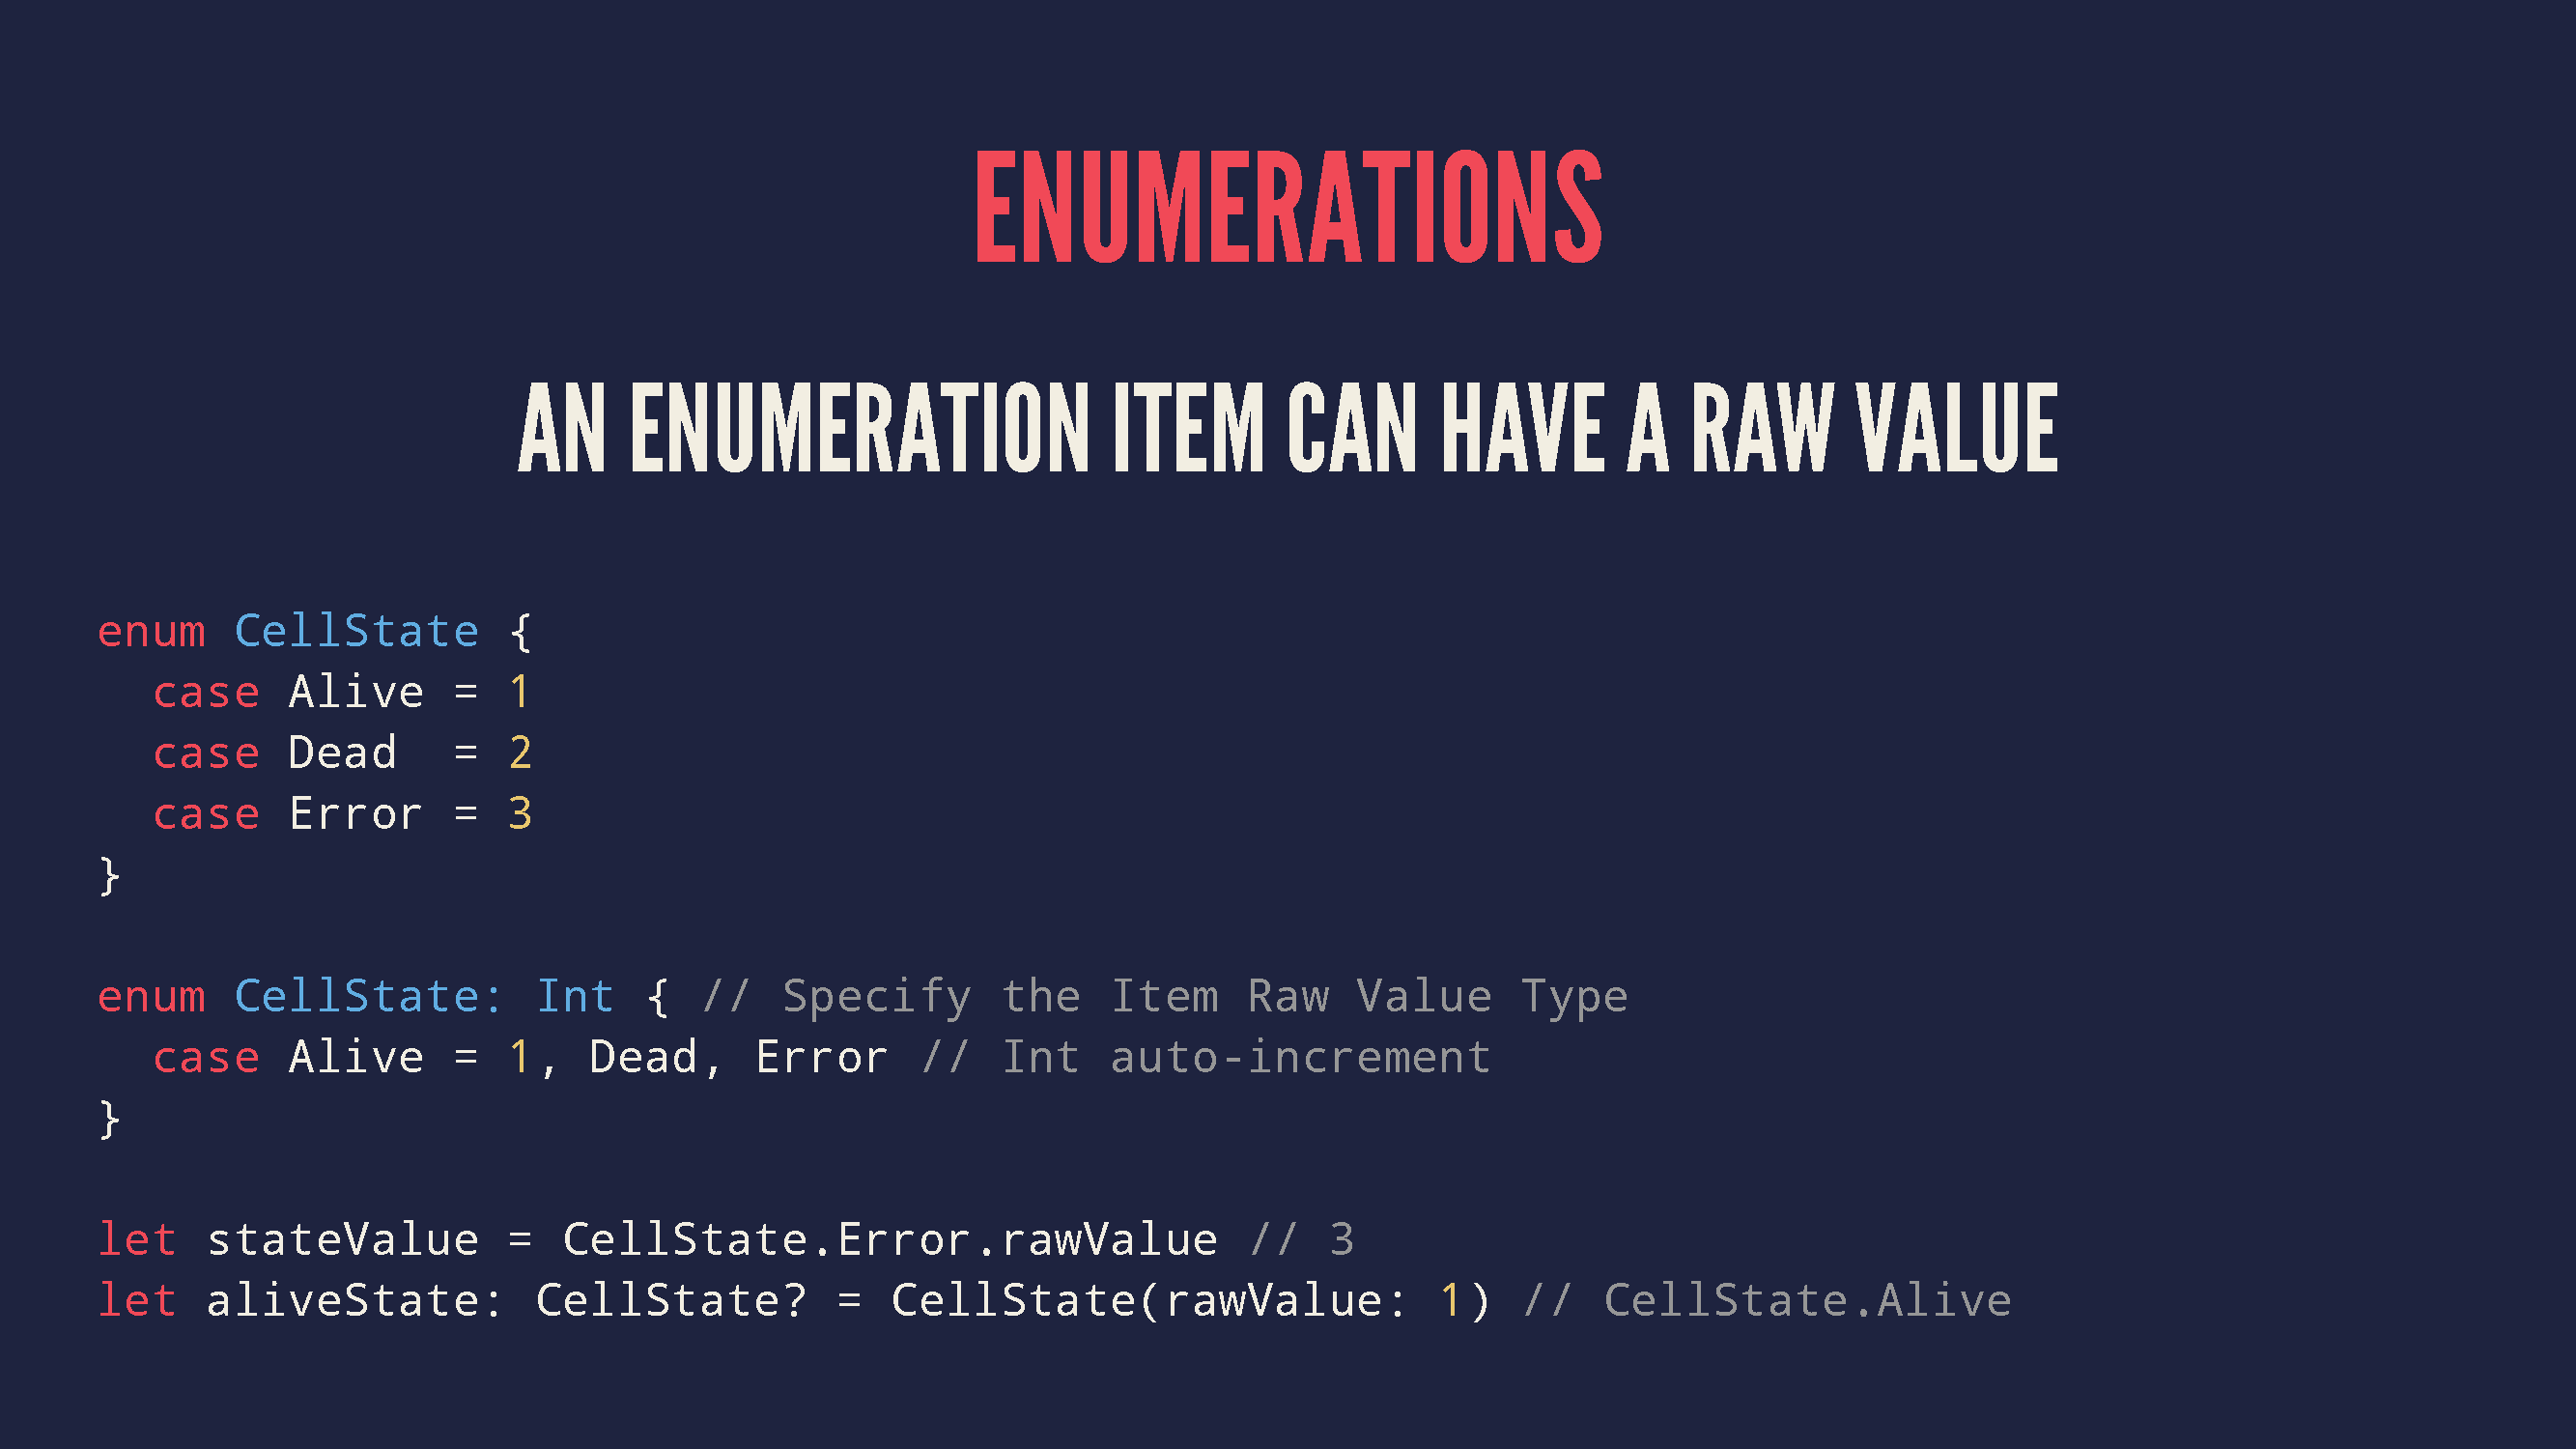 ENUMERATIONS
AN ENUMERATION ITEM CAN HAVE A RAW VALUE
enum CellState {
  case Alive = 1
  case Dead  = 2
  case Error = 3
}
enum CellState: Int { // Specify the Item Raw Value Type
  case Alive = 1, Dead, Error // Int auto-increment
}
let stateValue = CellState.Error.rawValue // 3
let aliveState: CellState? = CellState(rawValue: 1) // CellState.Alive